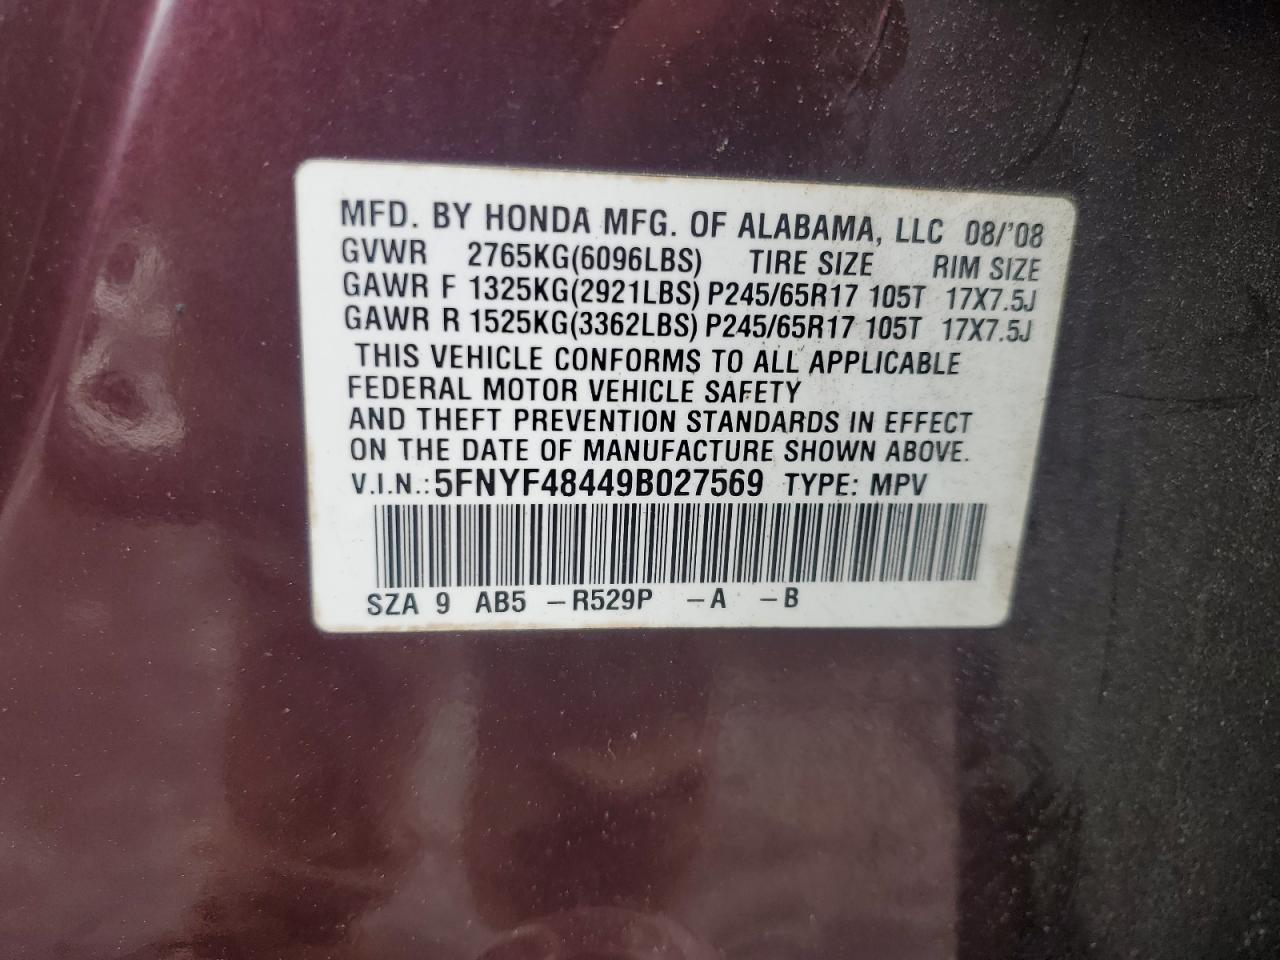 MFD. BY HONDA MFG. OF ALABAMA, LLC 08/'08
GVWR 2765KG(6096LBS) TIRE SIZE RIM SIZE
GAWR F 1325KG(2921LBS) P245/65R17 105T 17X7.5J
GAWR R 1525KG(3362LBS) P245/65R17 105T 17X7.5J
THIS VEHICLE CONFORMS TO ALL APPLICABLE
FEDERAL MOTOR VEHICLE SAFETY
AND THEFT PREVENTION STANDARDS IN EFFECT
ON THE DATE OF MANUFACTURE SHOWN ABOVE.
V.I.N.: 5FNYF48449B027569 TYPE: MPV
SZA 9 AB5 -R529P -A -B